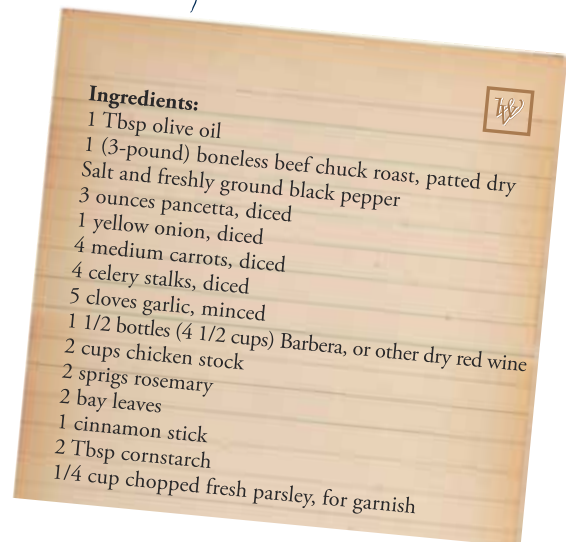 Ingredients:
1 Tbsp olive oil
1 (3-pound) boneless beef chuck roast, patted dry
Salt and freshly ground black pepper
3 ounces pancetta, diced
1 yellow onion, diced
4 medium carrots, diced
4 celery stalks, diced
5 cloves garlic, minced
1 1/2 bottles (4 1/2 cups) Barbera, or other dry red wine
2 cups chicken stock
2 sprigs rosemary
2 bay leaves
1 cinnamon stick
2 Tbsp cornstarch
1/4 cup chopped fresh parsley, for garnish